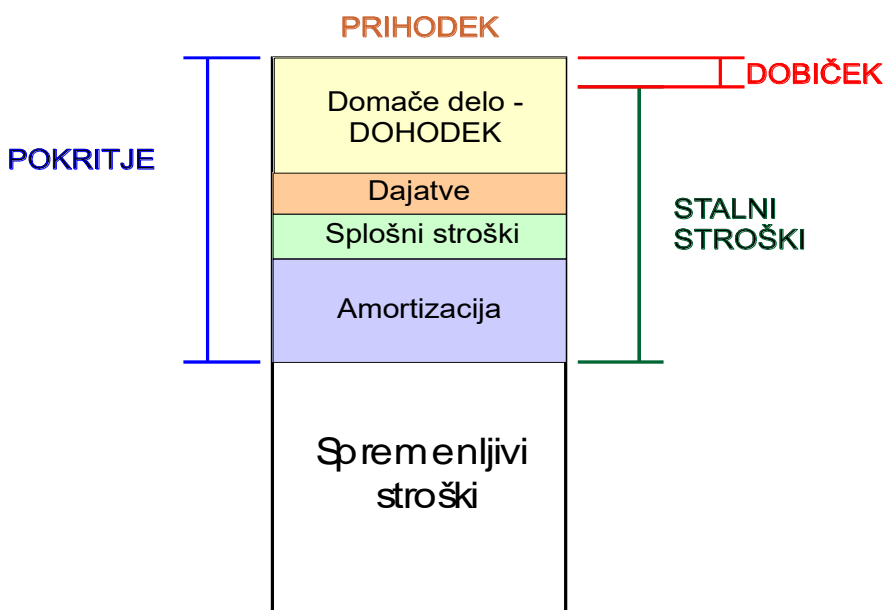 PRIHODEK
DOBIČEK
Domače delo -
DOHODEK
POKRITJE
Dajatve
STALNI
STROŠKI
Splošni stroški
Amortizacija
Spremenljivi
stroški